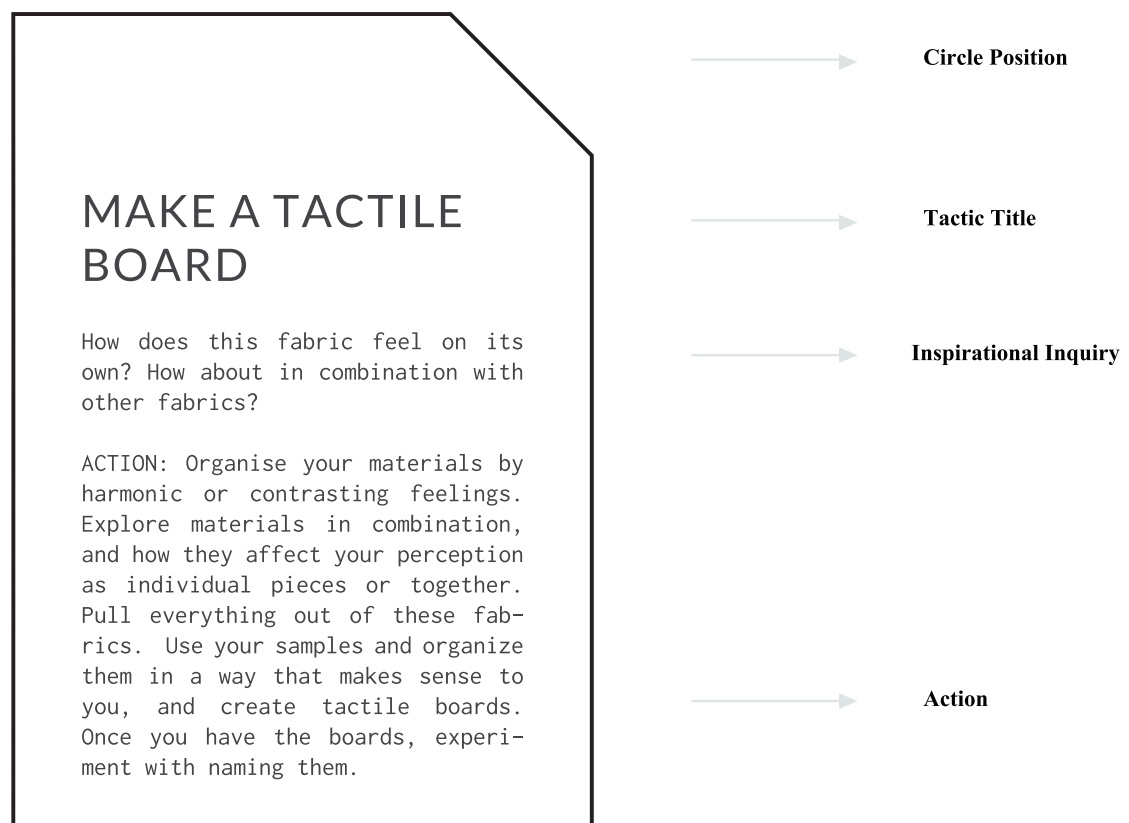 Circle Position
MAKE A TACTILE
BOARD
Tactic Title
How does this fabric feel on its
own? How about in combination with
other fabrics?
Inspirational Inquiry
ACTION: Organise your materials by
harmonic or contrasting feelings.
Explore materials in combination,
and how they affect your perception
as individual pieces or together.
Pull everything out of these fab-
rics. Use your samples and organize
them in a way that makes sense to
you, and create tactile boards.
Once you have the boards, experi-
ment with naming them.
Action